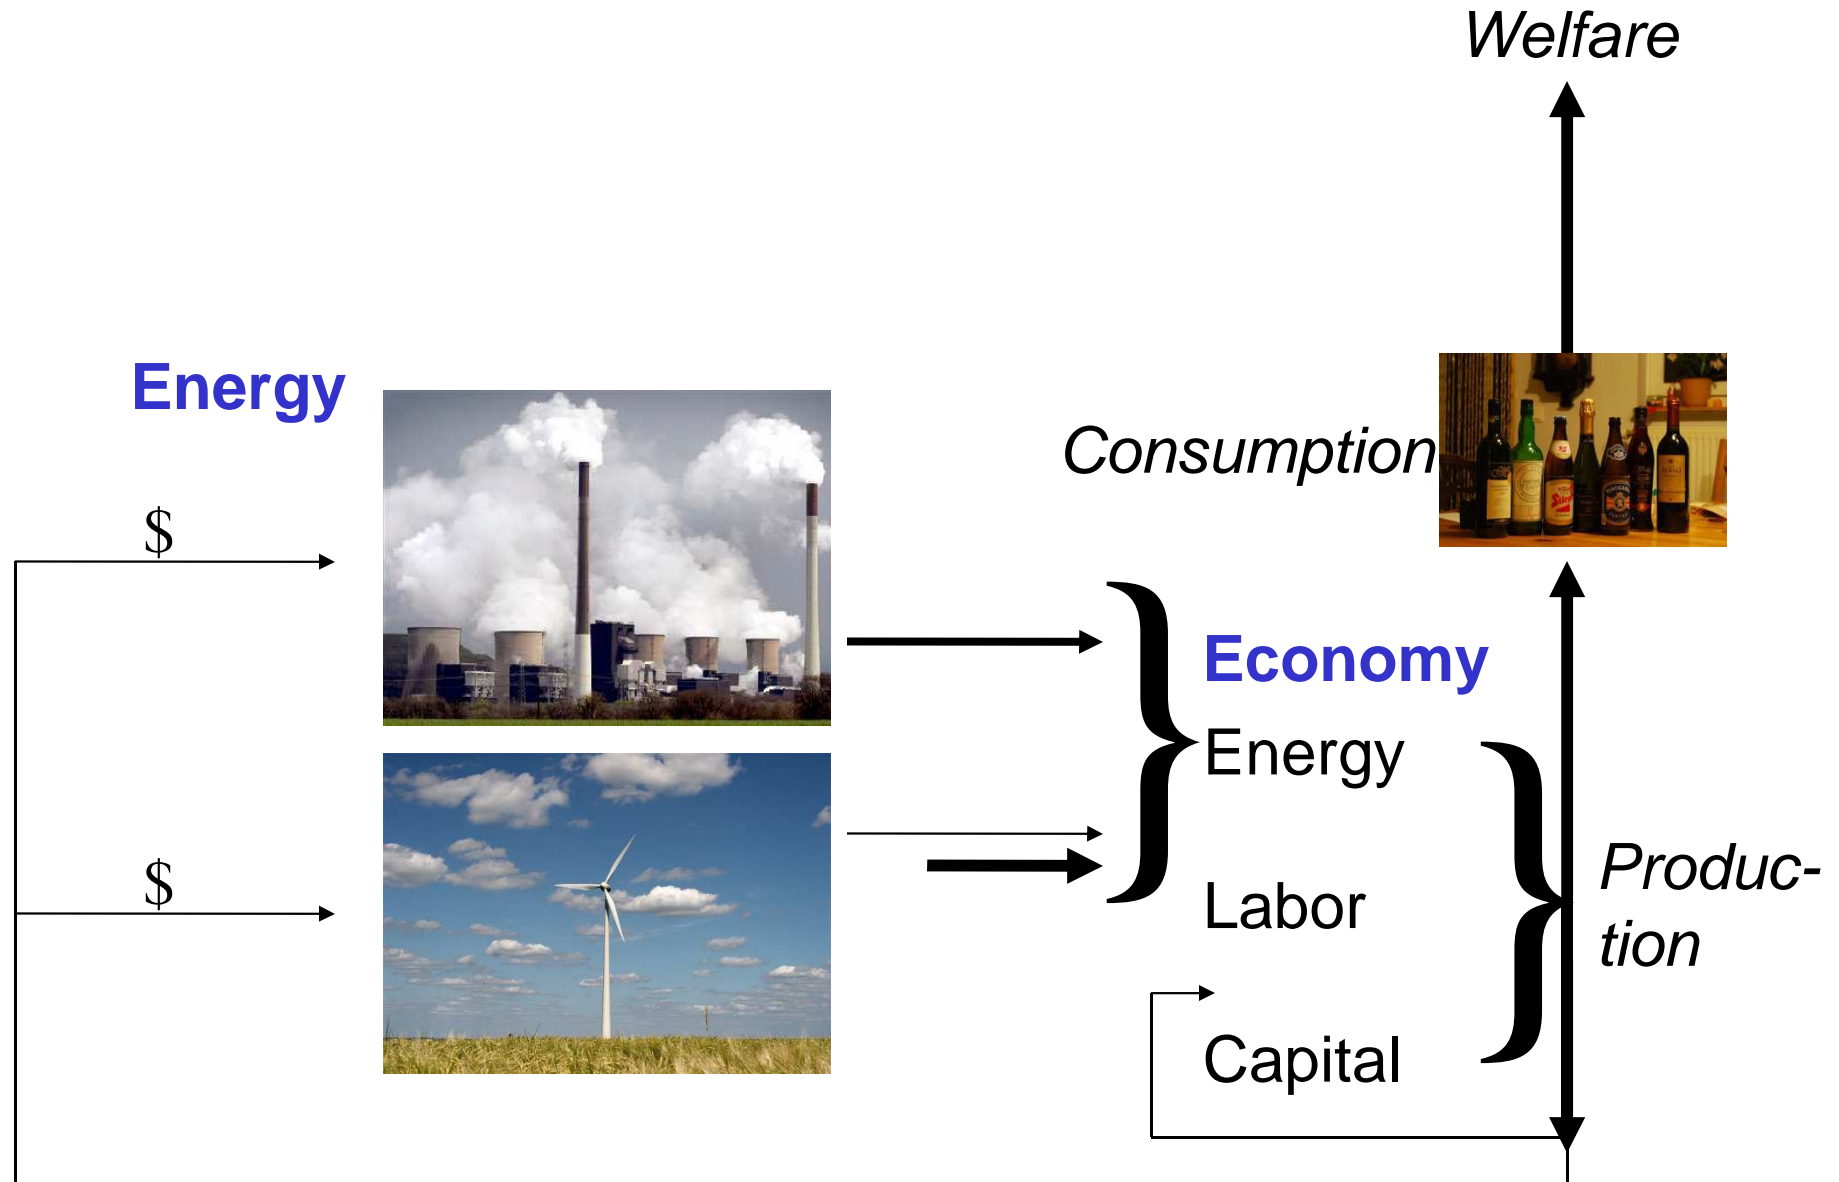 Welfare
Energy
Consumption
$
Economy
Energy
$
Labor
Produc-
tion
Capital